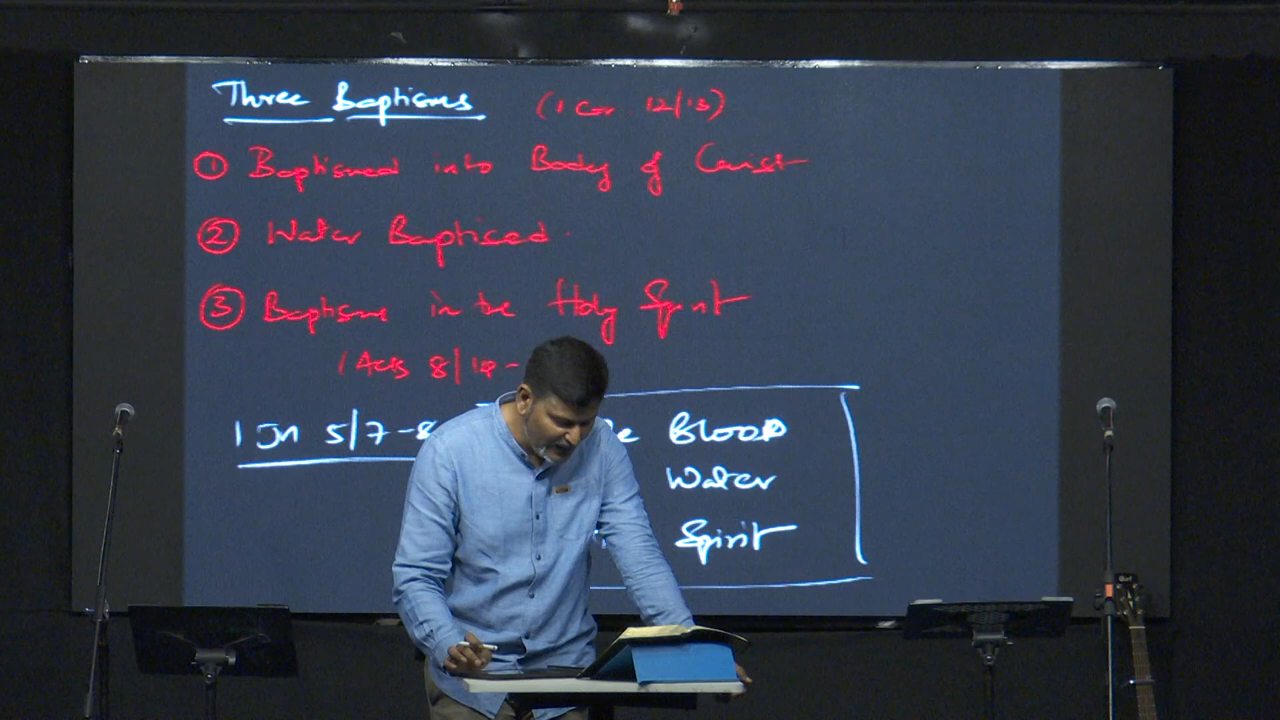 Three Baptisms (1 Cor 12/13)
① Baptised into Body of Christ
② Water Baptised.
③ Baptism in the Holy Spirit
Acts 8/14-
1 Jn 5/7-8 Blood
Water
Spirit